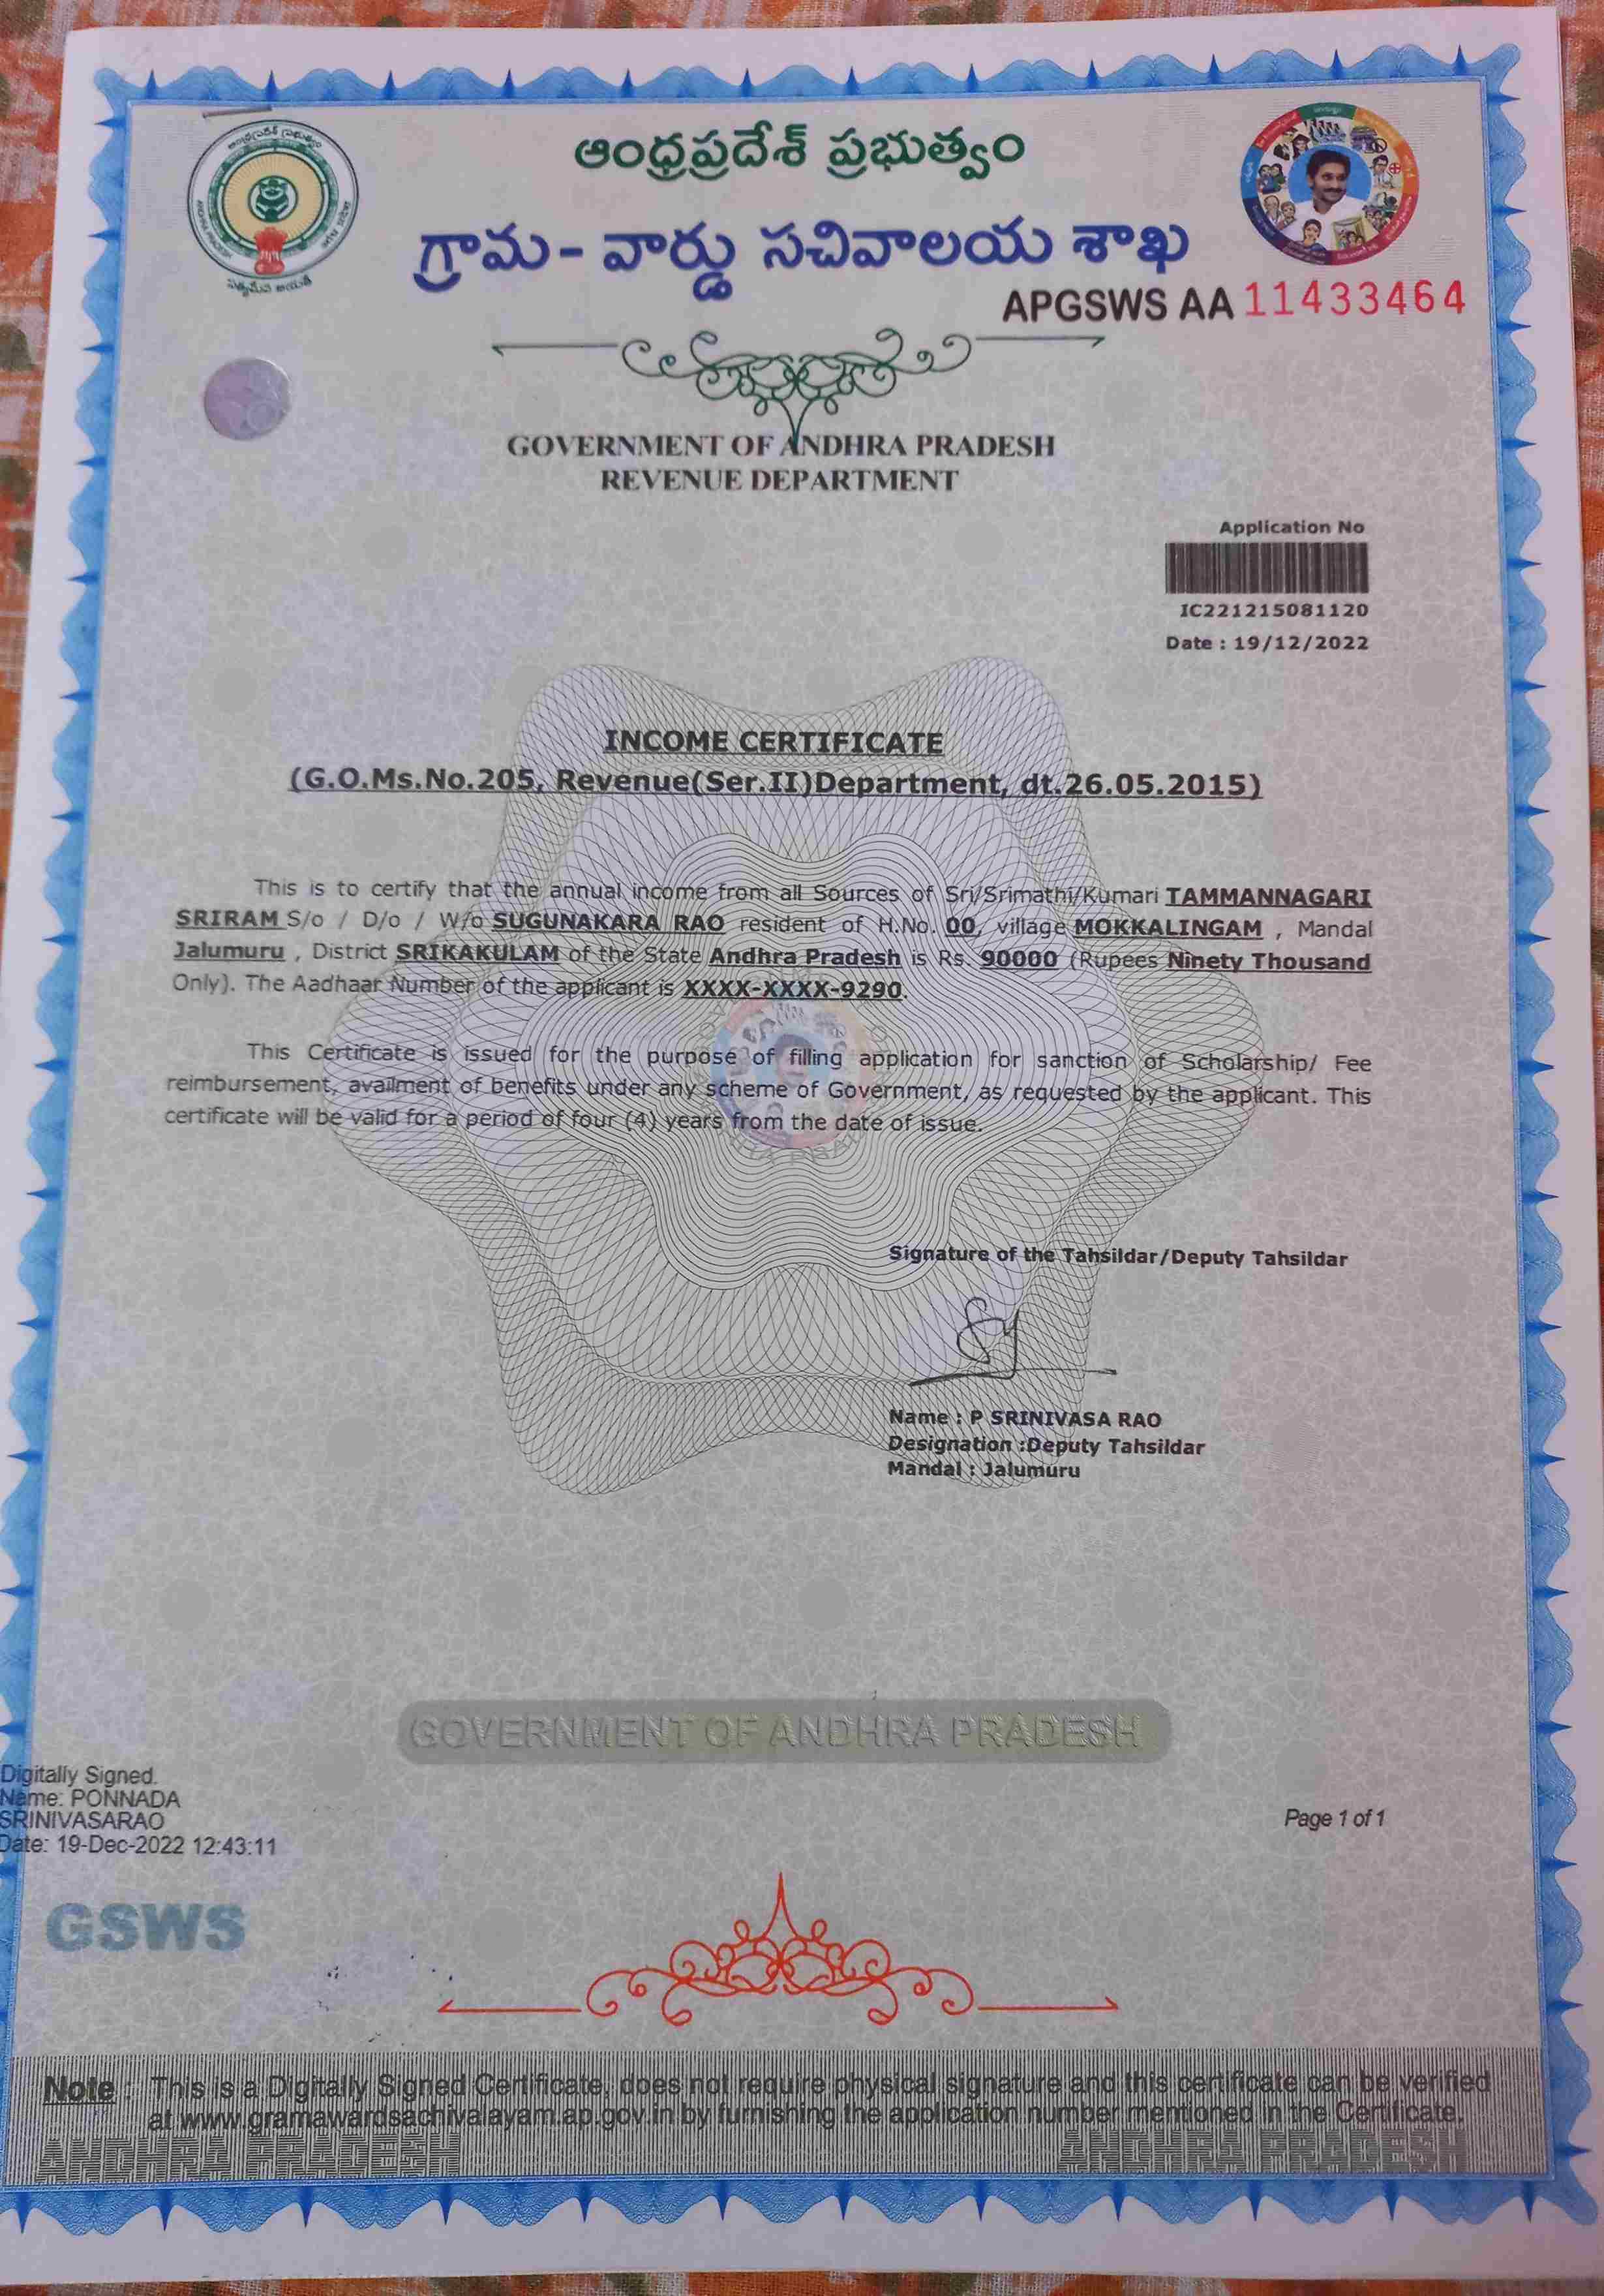 ఆంధ్రప్రదేశ్ ప్రభుత్వం
గ్రామ- వార్డు సచివాలయ శాఖ
సత్యమేవ జయతే
APGSWS AA 11433464
GOVERNMENT OF ANDHRA PRADESH
REVENUE DEPARTMENT
Application No
IC221215081120
Date : 19/12/2022
INCOME CERTIFICATE
(G.O.Ms.No.205, Revenue(Ser.II)Department, dt.26.05.2015)
This is to certify that the annual income from all Sources of Sri/Srimathi/Kumari TAMMANNAGARI
SRIRAM S/o / D/o / W/o SUGUNAKARA RAO resident of H.No. 00, village MOKKALINGAM , Mandal
Jalumuru , District SRIKAKULAM of the State Andhra Pradesh is Rs. 90000 (Rupees Ninety Thousand
Only). The Aadhaar Number of the applicant is XXXX-XXXX-9290.
This Certificate is issued for the purpose of filling application for sanction of Scholarship/ Fee
reimbursement, availment of benefits under any scheme of Government, as requested by the applicant. This
certificate will be valid for a period of four (4) years from the date of issue.
Signature of the Tahsildar/Deputy Tahsildar
Name : P SRINIVASA RAO
Designation :Deputy Tahsildar
Mandal : Jalumuru
GOVERNMENT OF ANDHRA PRADESH
Digitally Signed.
Name: PONNADA
SRINIVASARAO
Date: 19-Dec-2022 12:43:11
Page 1 of 1
GSWS
Note : This is a Digitally Signed Certificate, does not require physical signature and this certificate can be verified
at www.gramawardsachivalayam.ap.gov.in by furnishing the application number mentioned in the Certificate.
ANDHRA PRADESH ANDHRA PRADESH